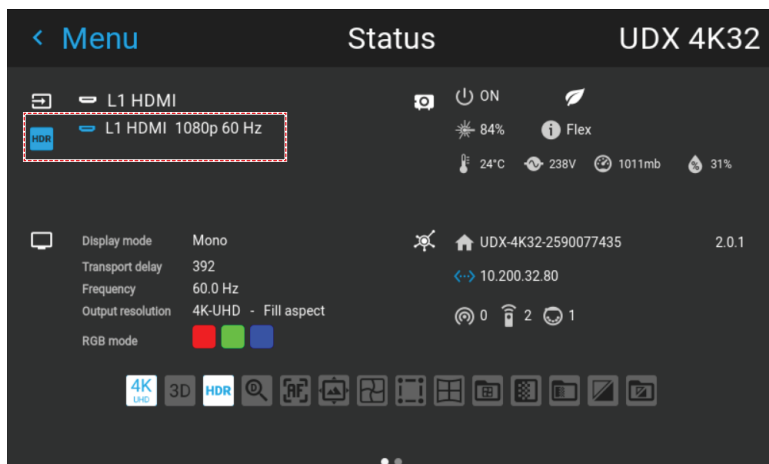 Menu Status UDX 4K32
L1 HDMI
HDR L1 HDMI 1080p 60 Hz
ON
84% Flex
24°C 238V 1011mb % 31%
Display mode Mono
Transport delay 392
Frequency 60.0 Hz
Output resolution 4K-UHD - Fill aspect
RGB mode
UDX-4K32-2590077435 2.0.1
10.200.32.80
0 2 1
4K UHD 3D HDR D AF